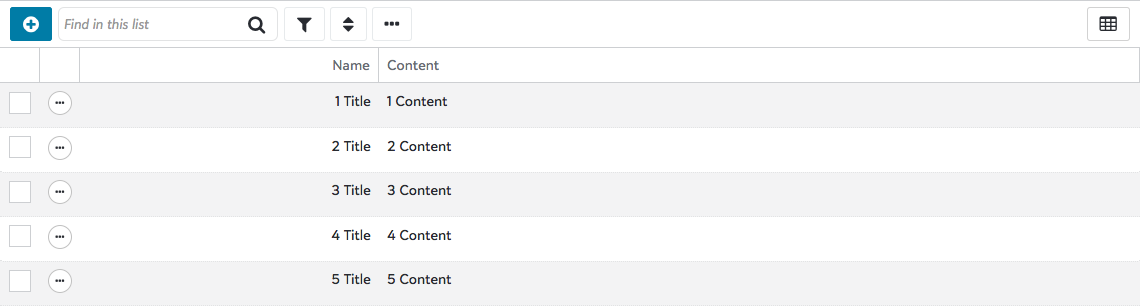 Find in this list
Name Content
1 Title 1 Content
2 Title 2 Content
3 Title 3 Content
4 Title 4 Content
5 Title 5 Content